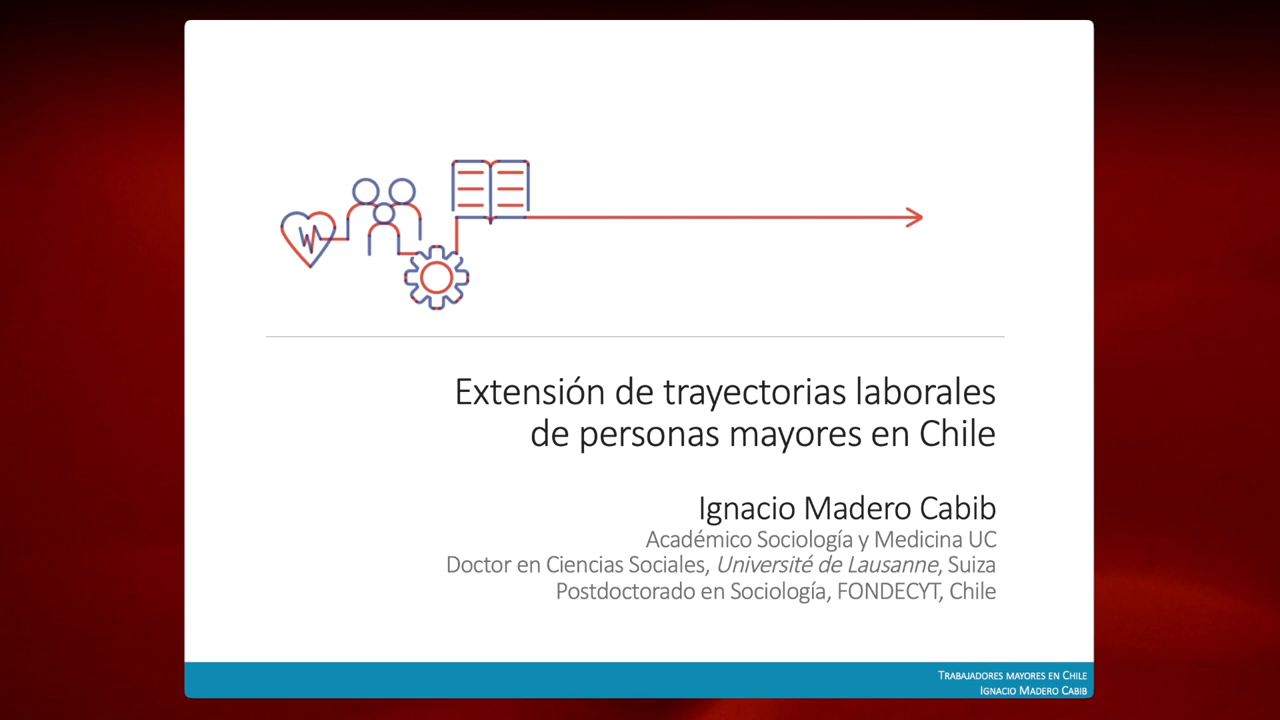 Extensión de trayectorias laborales
de personas mayores en Chile
Ignacio Madero Cabib
Académico Sociología y Medicina UC
Doctor en Ciencias Sociales, Université de Lausanne, Suiza
Postdoctorado en Sociología, FONDECYT, Chile
Trabajadores mayores en Chile
Ignacio Madero Cabib